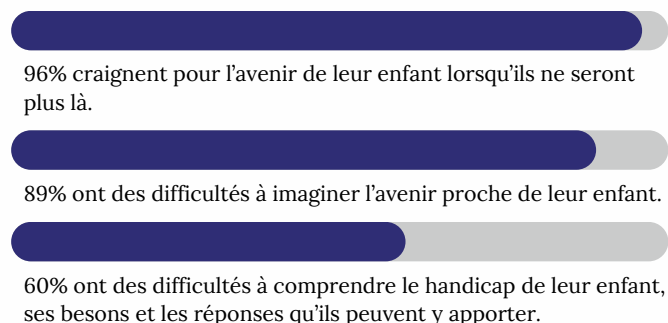 96% craignent pour l’avenir de leur enfant lorsqu’ils ne seront
plus là.
89% ont des difficultés à imaginer l’avenir proche de leur enfant.
60% ont des difficultés à comprendre le handicap de leur enfant,
ses besons et les réponses qu’ils peuvent y apporter.